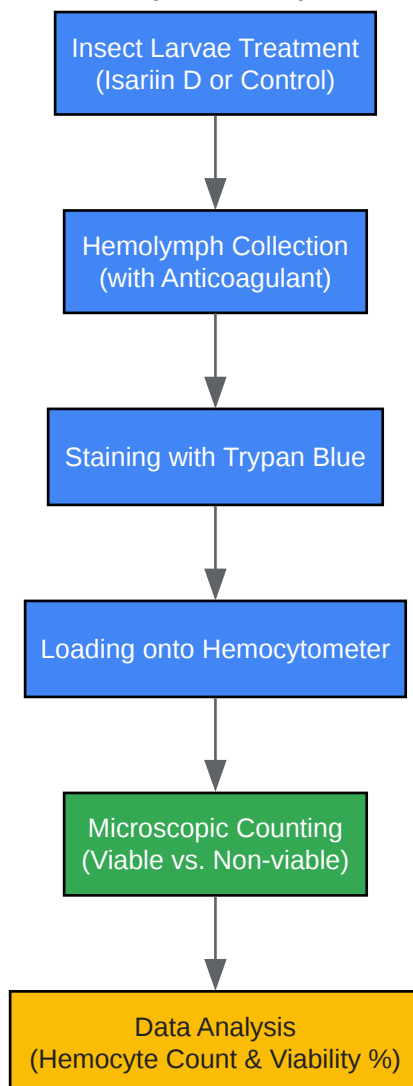 Insect Larvae Treatment
(Isariin D or Control)
Hemolymph Collection
(with Anticoagulant)
Staining with Trypan Blue
Loading onto Hemocytometer
Microscopic Counting
(Viable vs. Non-viable)
Data Analysis
(Hemocyte Count & Viability %)